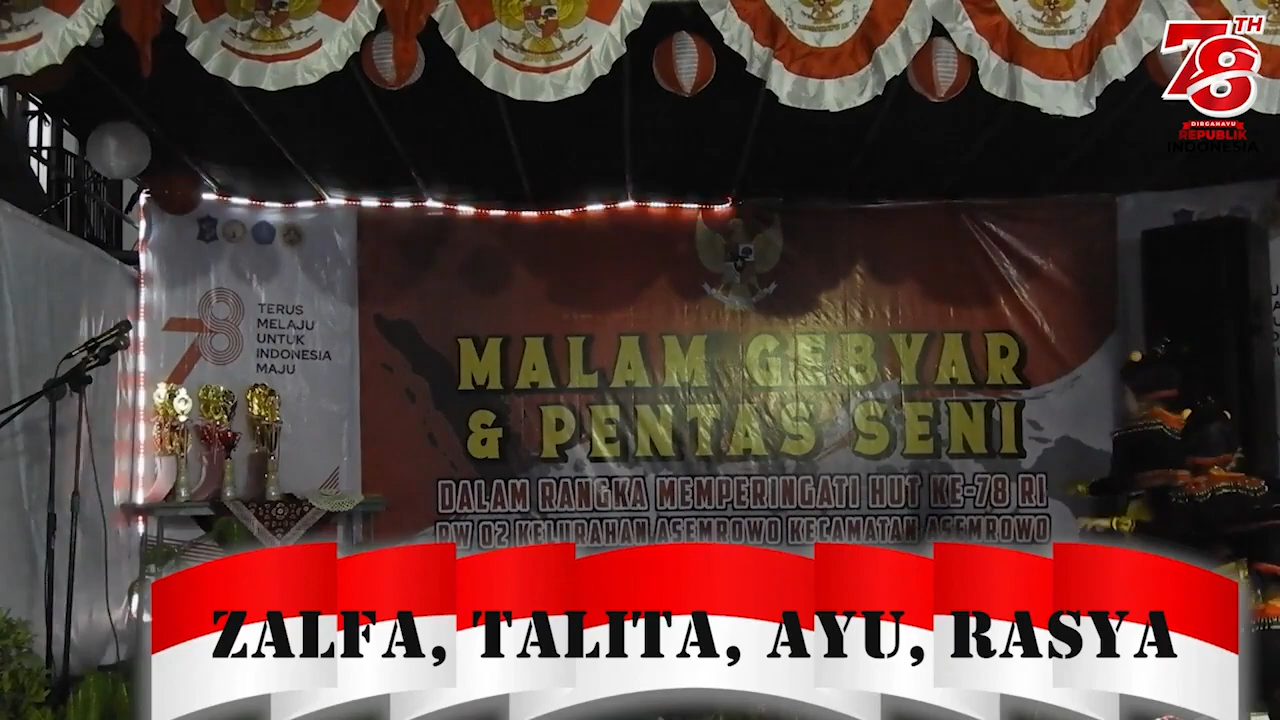 78TH
DIRGAHAYU
REPUBLIK
INDONESIA
78
TERUS
MELAJU
UNTUK
INDONESIA
MAJU
MALAM GEBYAR
& PENTAS SENI
DALAM RANGKA MEMPERINGATI HUT KE-78 RI
RW 02 KELURAHAN ASEMROWO KECAMATAN ASEMROWO
ZALFA, TALITA, AYU, RASYA